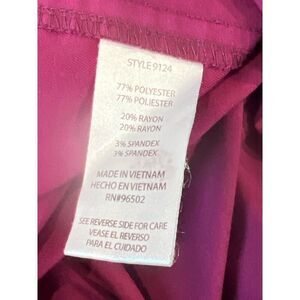 STYLE 9124
77% POLYESTER
77% POLIESTER
20% RAYON
20% RAYON
3% SPANDEX
3% SPANDEX
MADE IN VIETNAM
HECHO EN VIETNAM
RN#96502
SEE REVERSE SIDE FOR CARE
VEASE EL REVERSO
PARA EL CUIDADO